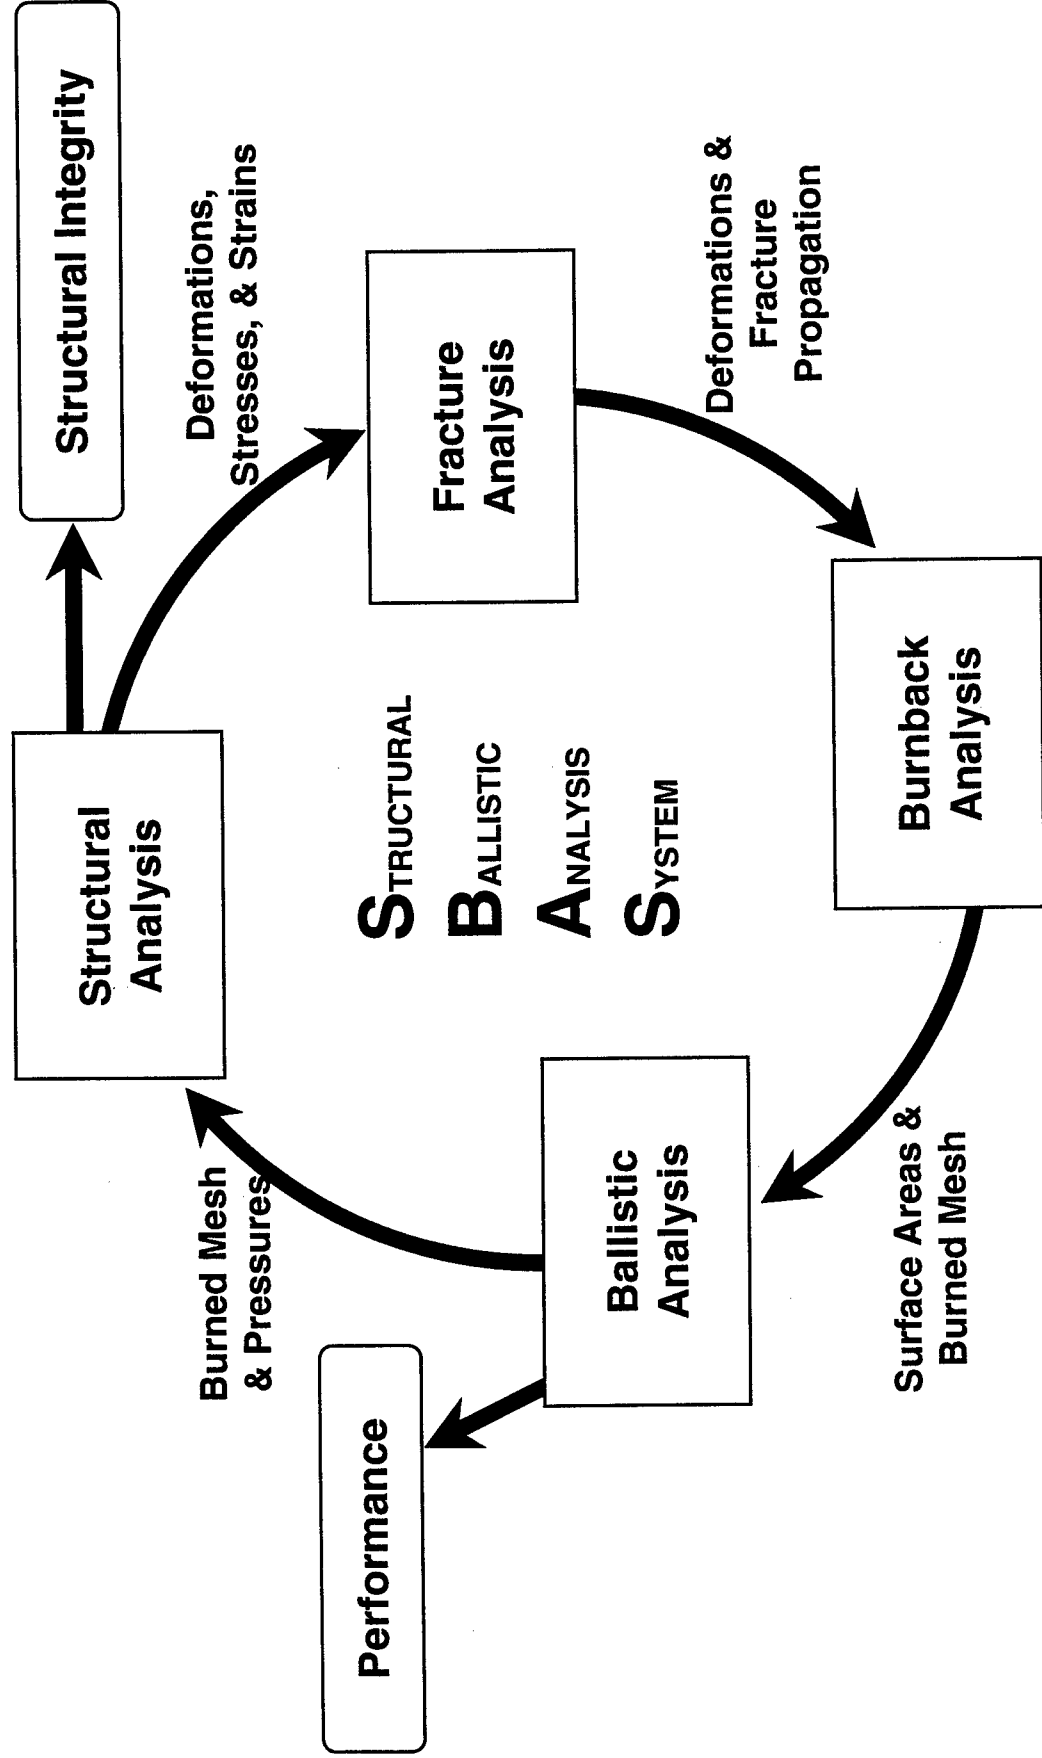 Structural Integrity
Structural
Analysis
Deformations,
Stresses, & Strains
Fracture
Analysis
Deformations &
Fracture
Propagation
Burnback
Analysis
Surface Areas &
Burned Mesh
Ballistic
Analysis
Burned Mesh
& Pressures
Performance
STRUCTURAL
BALLISTIC
ANALYSIS
SYSTEM